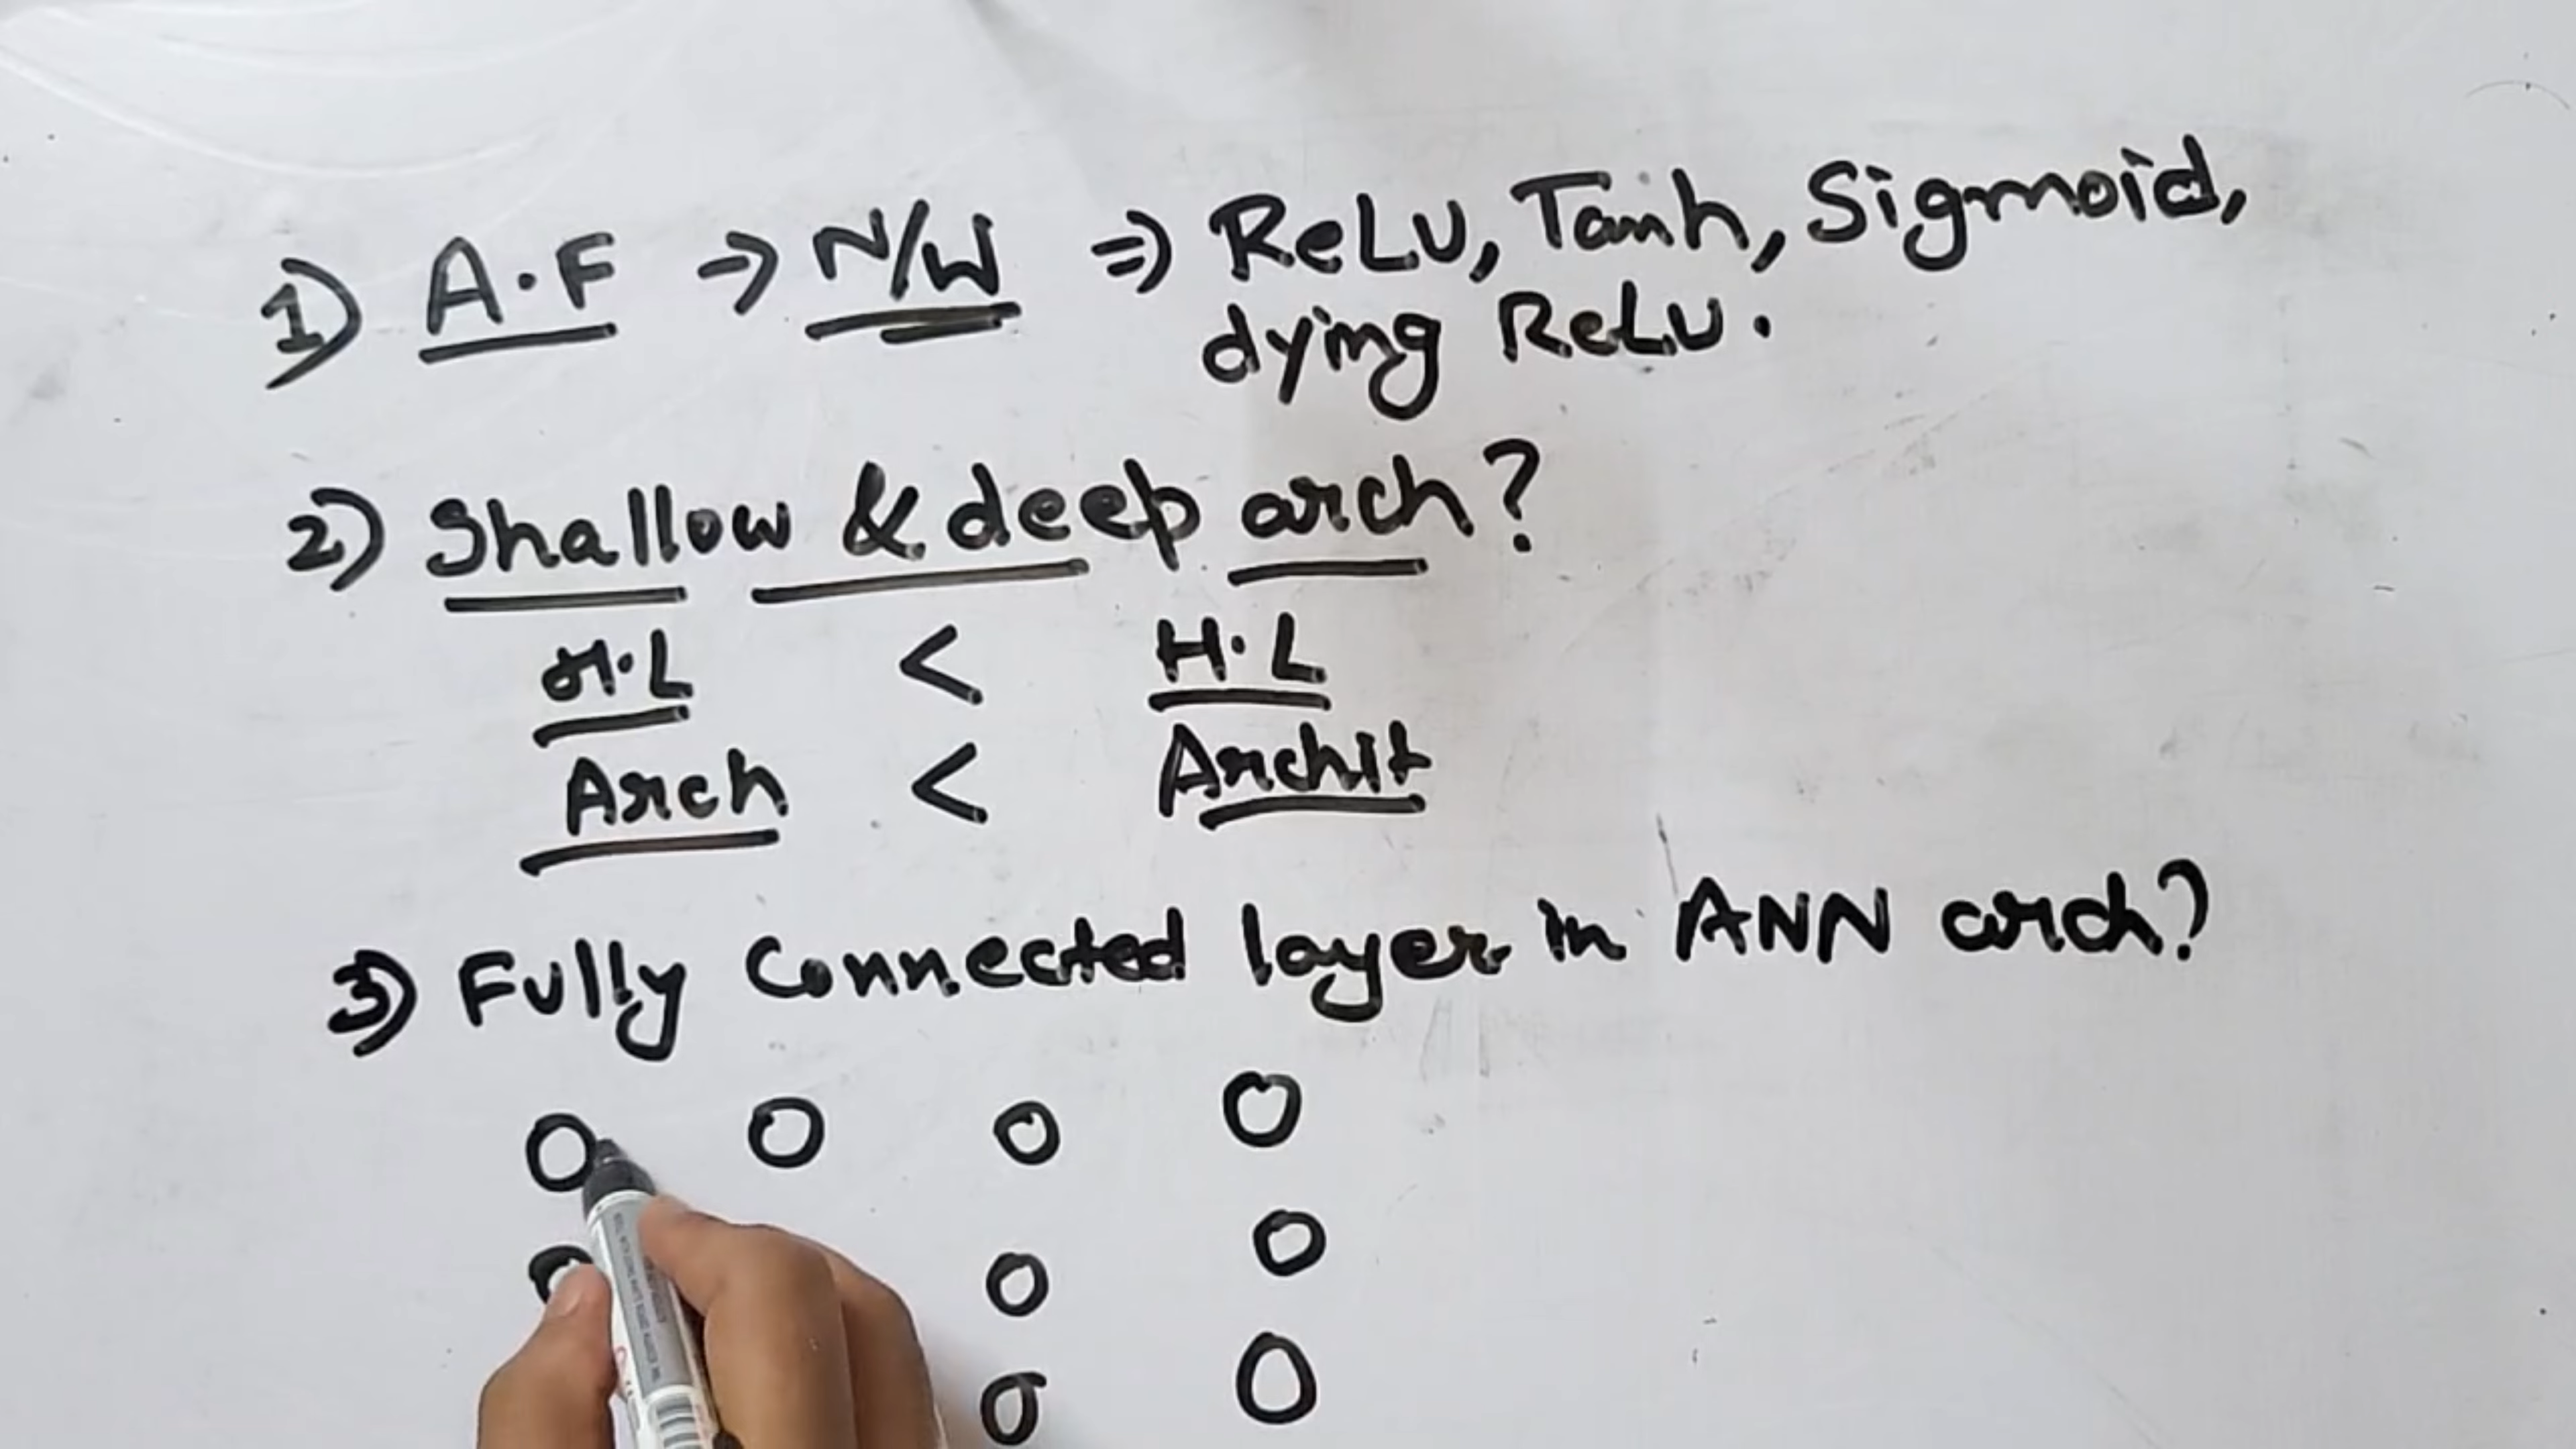 1) A.F → N/W ⇒ ReLU, Tanh, Sigmoid,
dying ReLU.
2) Shallow & deep arch?
H.L < H.L
Arch < Archit
3) Fully Connected layer in ANN arch?